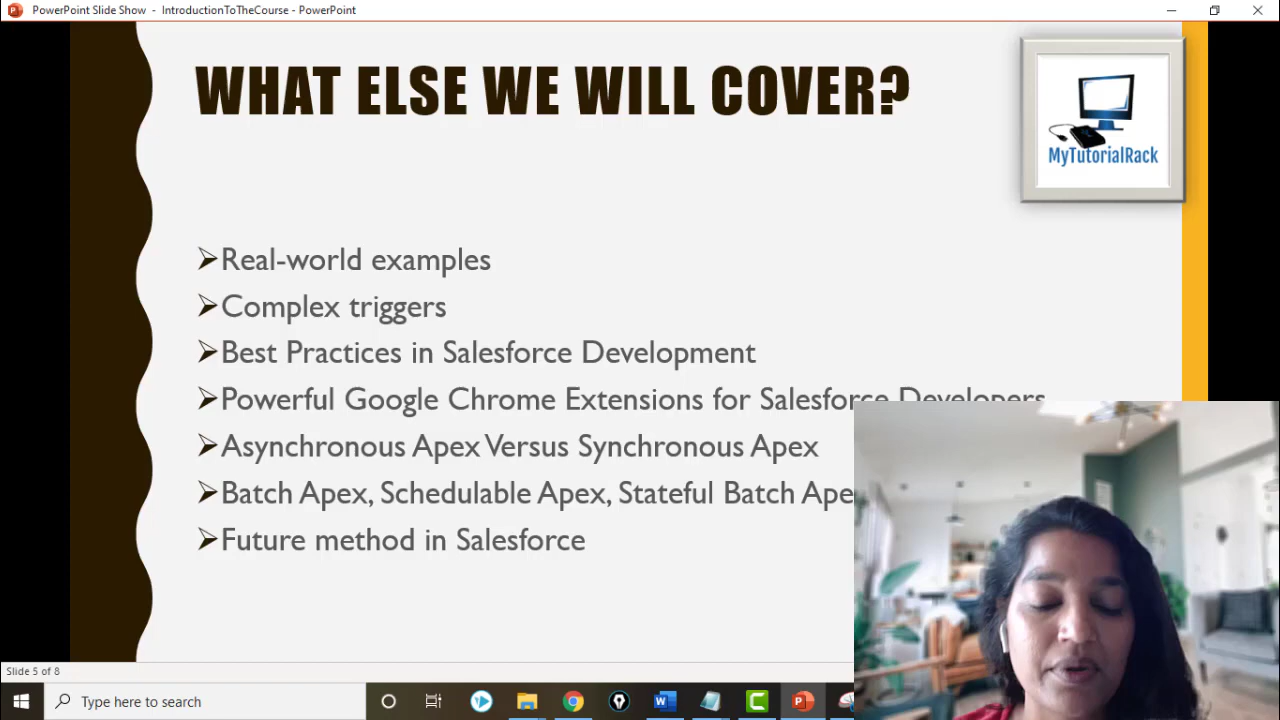 PowerPoint Slide Show - IntroductionToTheCourse - PowerPoint
WHAT ELSE WE WILL COVER?
MyTutorialRack
➢Real-world examples
➢Complex triggers
➢Best Practices in Salesforce Development
➢Powerful Google Chrome Extensions for Salesforce Developers
➢Asynchronous Apex Versus Synchronous Apex
➢Batch Apex, Schedulable Apex, Stateful Batch Ape
➢Future method in Salesforce
Slide 5 of 8
Type here to search